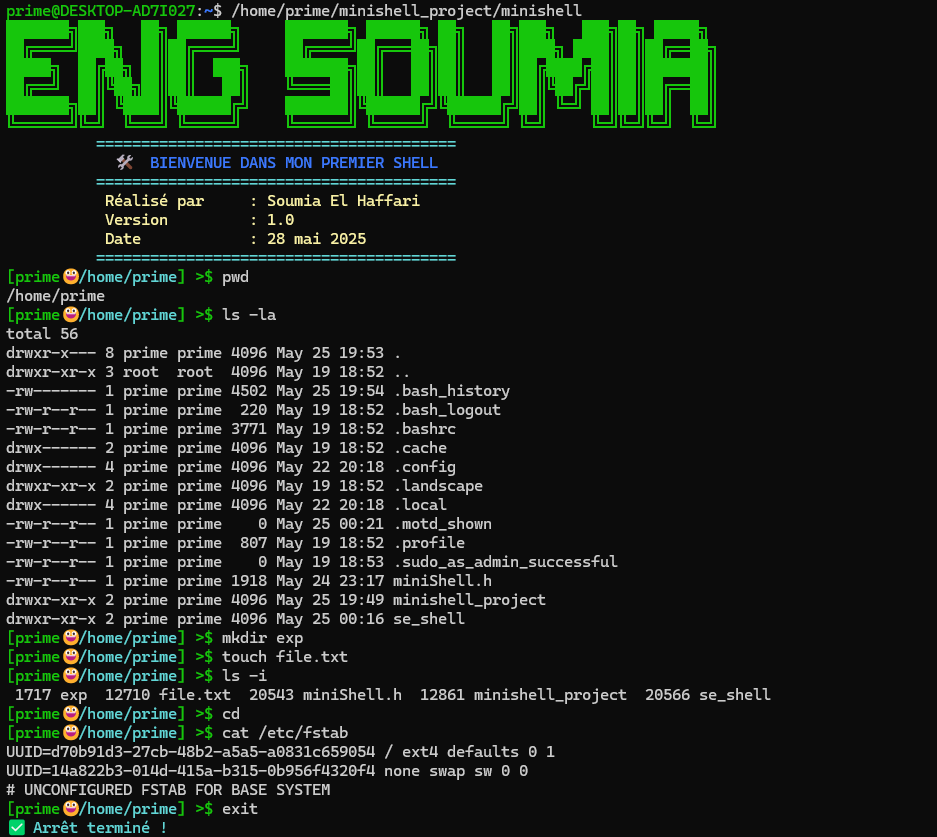 prime@DESKTOP-AD7I027:~$ /home/prime/minishell_project/minishell
ENG SOUMIA
========================================
🛠 BIENVENUE DANS MON PREMIER SHELL
========================================
Réalisé par     : Soumia El Haffari
Version         : 1.0
Date            : 28 mai 2025
========================================
[prime😀/home/prime] >$ pwd
/home/prime
[prime😀/home/prime] >$ ls -la
total 56
drwxr-x--- 8 prime prime 4096 May 25 19:53 .
drwxr-xr-x 3 root  root  4096 May 19 18:52 ..
-rw------- 1 prime prime 4502 May 25 19:54 .bash_history
-rw-r--r-- 1 prime prime  220 May 19 18:52 .bash_logout
-rw-r--r-- 1 prime prime 3771 May 19 18:52 .bashrc
drwx------ 2 prime prime 4096 May 19 18:52 .cache
drwx------ 4 prime prime 4096 May 22 20:18 .config
drwxr-xr-x 2 prime prime 4096 May 19 18:52 .landscape
drwx------ 4 prime prime 4096 May 22 20:18 .local
-rw-r--r-- 1 prime prime    0 May 25 00:21 .motd_shown
-rw-r--r-- 1 prime prime  807 May 19 18:52 .profile
-rw-r--r-- 1 prime prime    0 May 19 18:53 .sudo_as_admin_successful
-rw-r--r-- 1 prime prime 1918 May 24 23:17 miniShell.h
drwxr-xr-x 2 prime prime 4096 May 25 19:49 minishell_project
drwxr-xr-x 2 prime prime 4096 May 25 00:16 se_shell
[prime😀/home/prime] >$ mkdir exp
[prime😀/home/prime] >$ touch file.txt
[prime😀/home/prime] >$ ls -i
 1717 exp  12710 file.txt  20543 miniShell.h  12861 minishell_project  20566 se_shell
[prime😀/home/prime] >$ cd
[prime😀/home/prime] >$ cat /etc/fstab
UUID=d70b91d3-27cb-48b2-a5a5-a0831c659054 / ext4 defaults 0 1
UUID=14a822b3-014d-415a-b315-0b956f4320f4 none swap sw 0 0
# UNCONFIGURED FSTAB FOR BASE SYSTEM
[prime😀/home/prime] >$ exit
✅ Arrêt terminé !